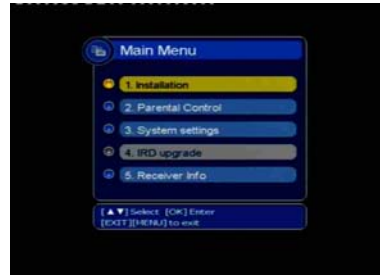 Main Menu
1. Installation
2. Parental Control
3. System settings
4. IRD upgrade
5. Receiver Info
[▲▼] Select [OK] Enter
[EXIT][MENU] to exit